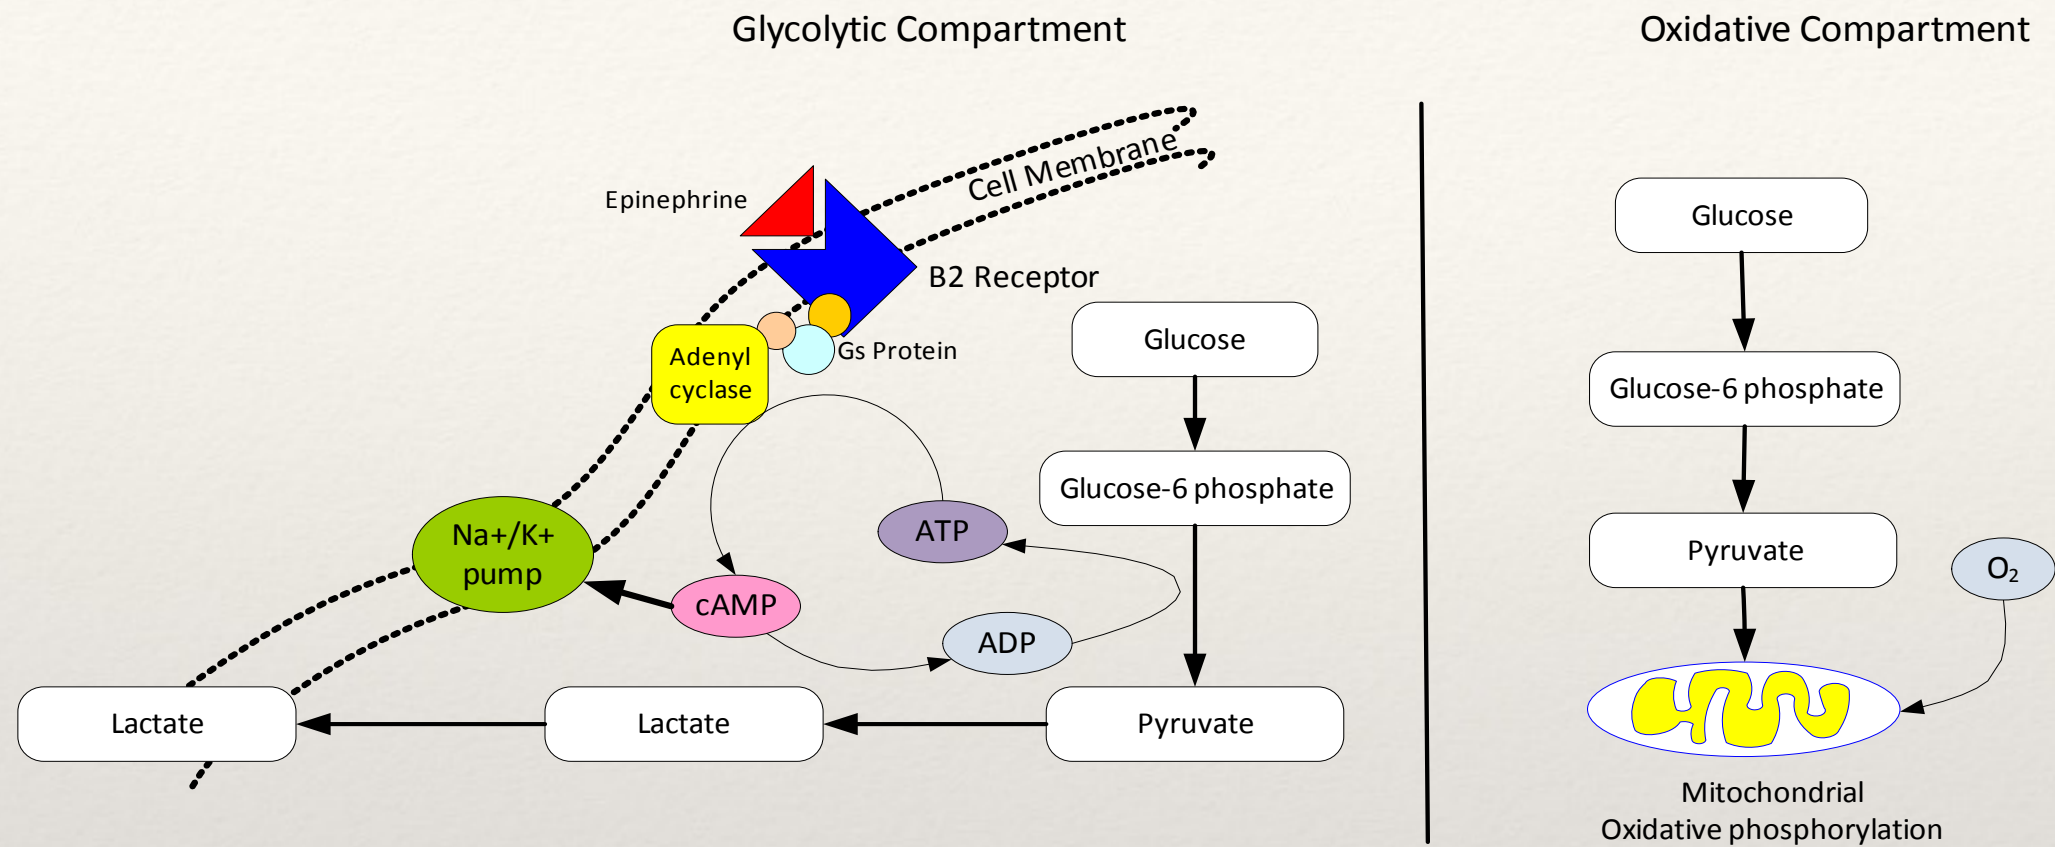 Glycolytic Compartment
Oxidative Compartment
Cell Membrane
Epinephrine
B2 Receptor
Adenyl
cyclase
Gs Protein
Glucose
Glucose-6 phosphate
Na+/K+
pump
ATP
cAMP
ADP
Lactate
Lactate
Pyruvate
Glucose
Glucose-6 phosphate
Pyruvate
O₂
Mitochondrial
Oxidative phosphorylation